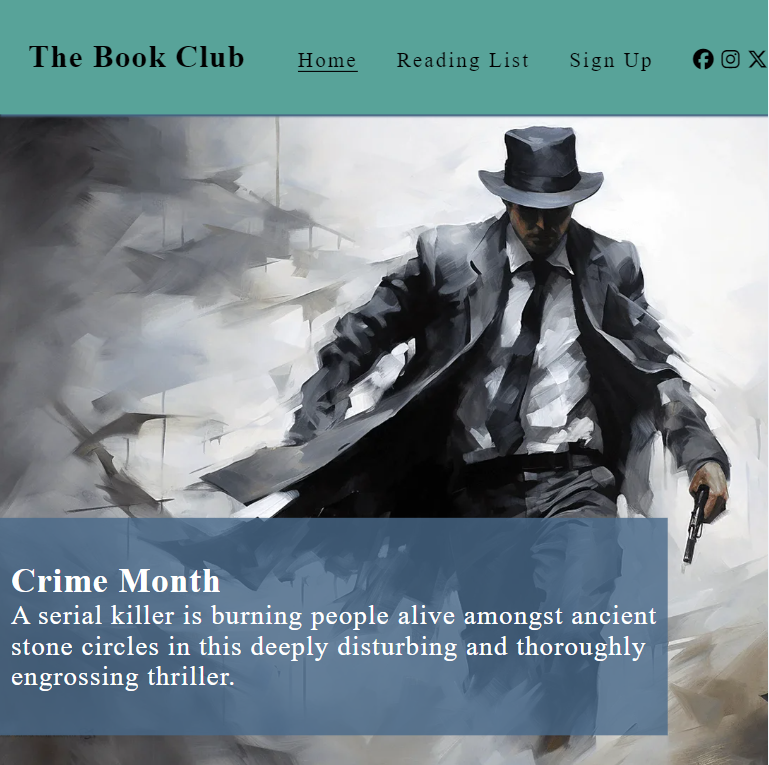 The Book Club
Home Reading List Sign Up
Crime Month
A serial killer is burning people alive amongst ancient
stone circles in this deeply disturbing and thoroughly
engrossing thriller.